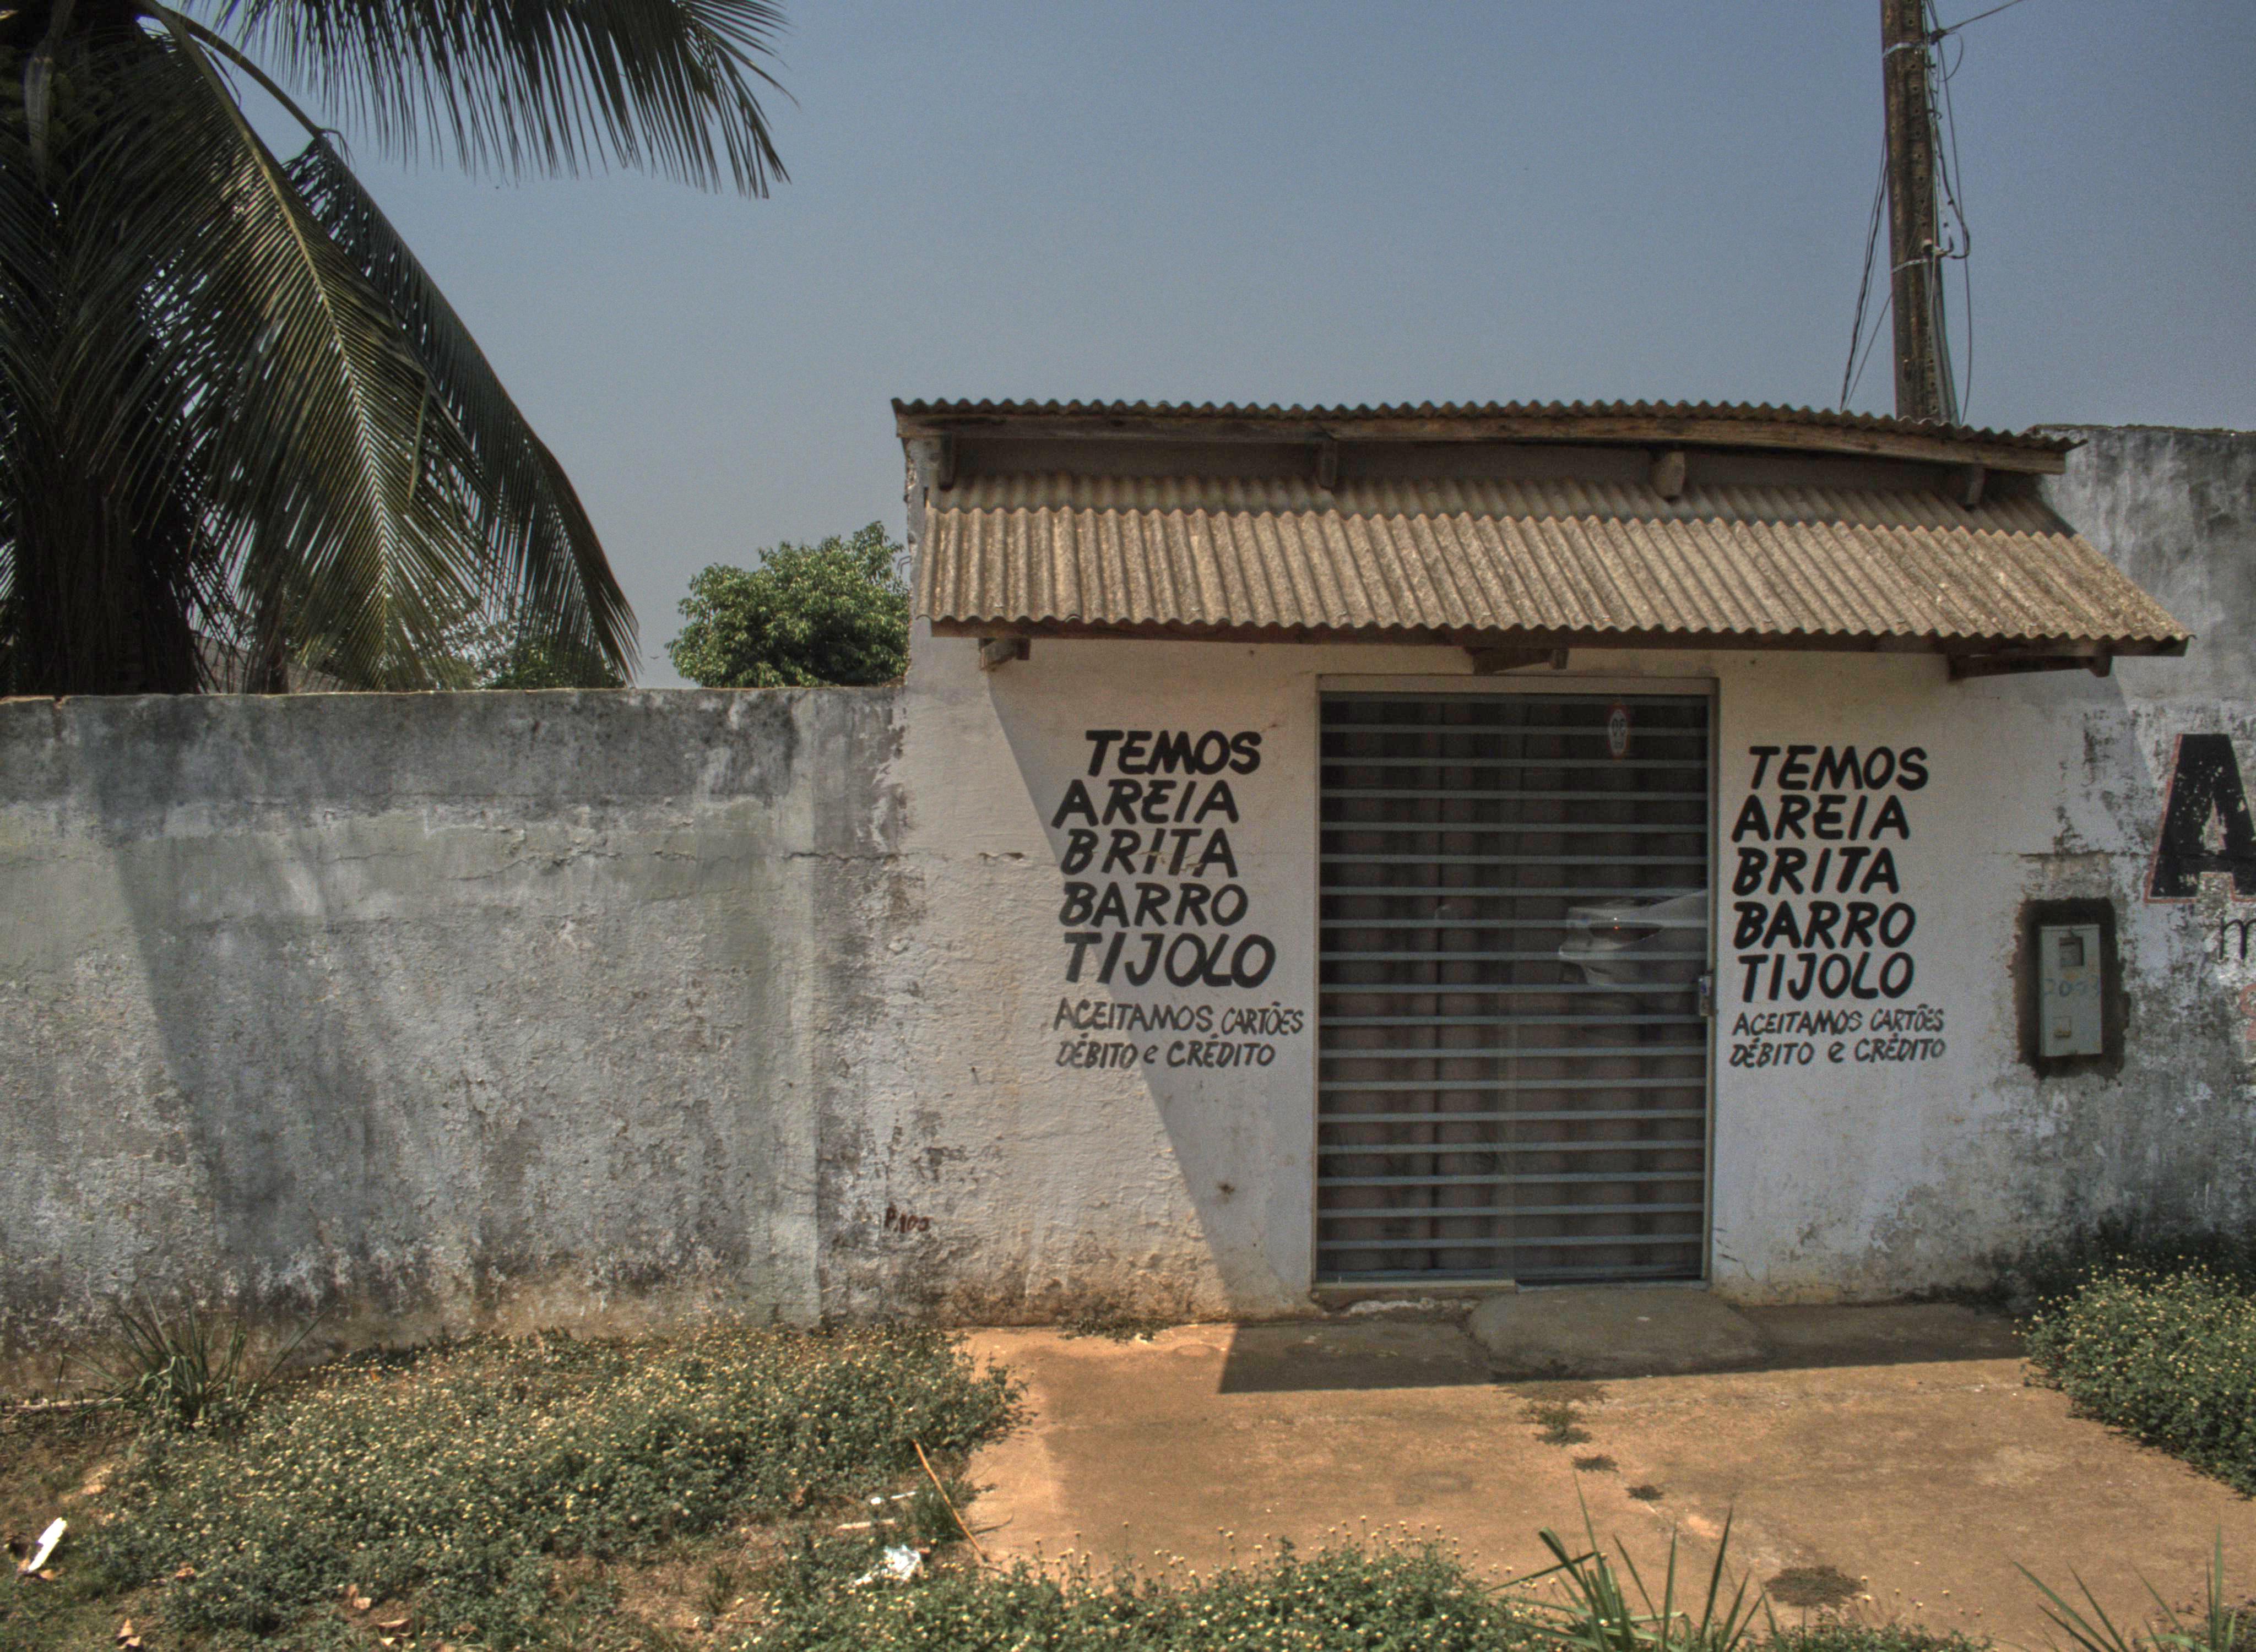 TEMOS
AREIA
BRITA
BARRO
TIJOLO
ACEITAMOS CARTÕES
DÉBITO e CRÉDITO
TEMOS
AREIA
BRITA
BARRO
TIJOLO
ACEITAMOS CARTÕES
DÉBITO e CRÉDITO
A
m